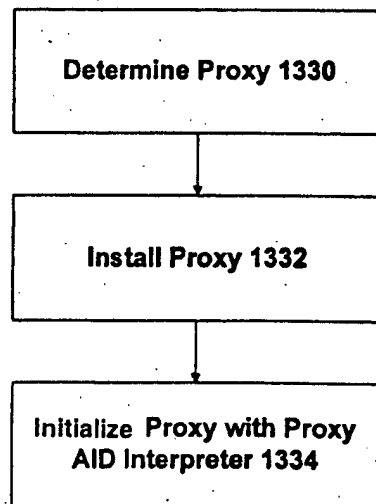 Determine Proxy 1330
Install Proxy 1332
Initialize Proxy with Proxy
AID Interpreter 1334